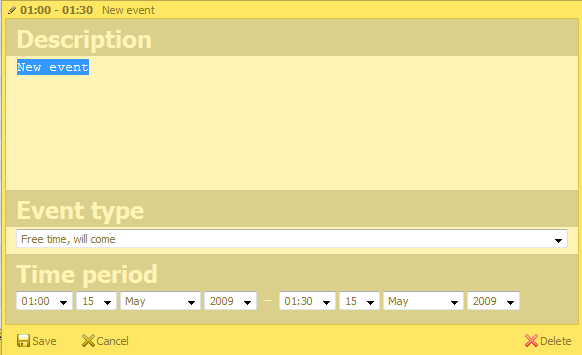 01:00 - 01:30 New event
Description
New event
Event type
Free time, will come
Time period
01:00 15 May 2009 – 01:30 15 May 2009
Save Cancel Delete